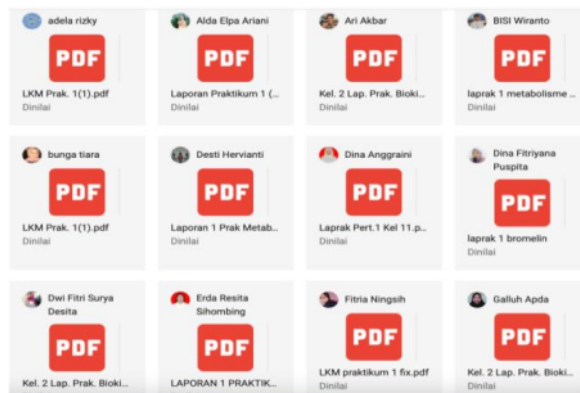 adela rizky
PDF
LKM Prak. 1(1).pdf
Dinilai
Alda Elpa Ariani
PDF
Laporan Praktikum 1 (...
Dinilai
Ari Akbar
PDF
Kel. 2 Lap. Prak. Bioki...
Dinilai
BISI Wiranto
PDF
laprak 1 metabolisme ...
Dinilai
bunga tiara
PDF
LKM Prak. 1(1).pdf
Dinilai
Desti Hervianti
PDF
Laporan 1 Prak Metab...
Dinilai
Dina Anggraini
PDF
Laprak Pert.1 Kel 11.p...
Dinilai
Dina Fitriyana
Puspita
PDF
laprak 1 bromelin
Dinilai
Dwi Fitri Surya
Desita
PDF
Kel. 2 Lap. Prak. Bioki...
Erda Resita
Sihombing
PDF
LAPORAN 1 PRAKTIK...
Fitria Ningsih
PDF
LKM praktikum 1 fix.pdf
Dinilai
Galluh Apda
PDF
Kel. 2 Lap. Prak. Bioki...
Dinilai